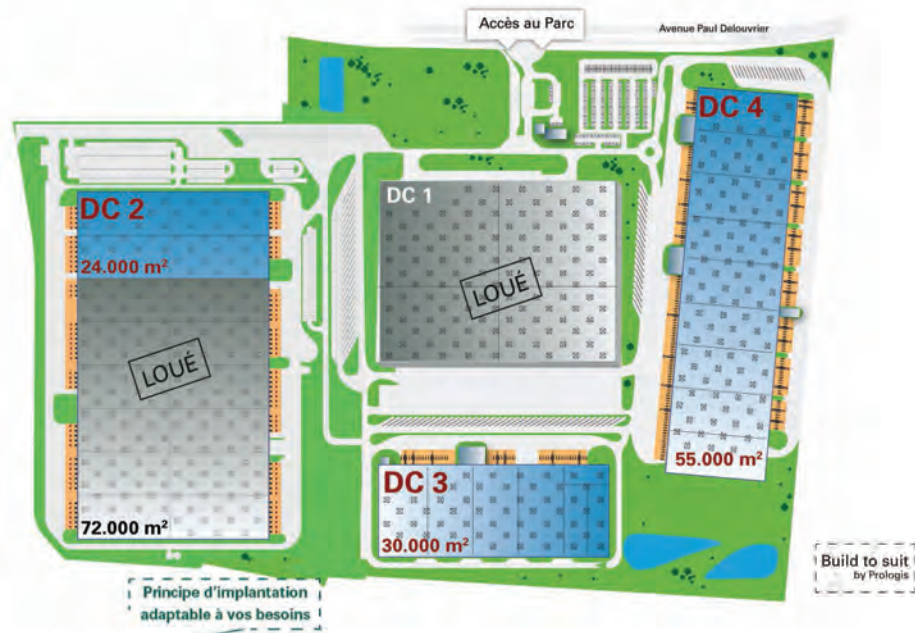 Accès au Parc
Avenue Paul Delouvrier
DC 4
DC 2
DC 1
24.000 m²
LOUÉ
LOUÉ
55.000 m²
DC 3
72.000 m²
30.000 m²
Build to suit
by Prologis
Principe d'implantation
adaptable à vos besoins